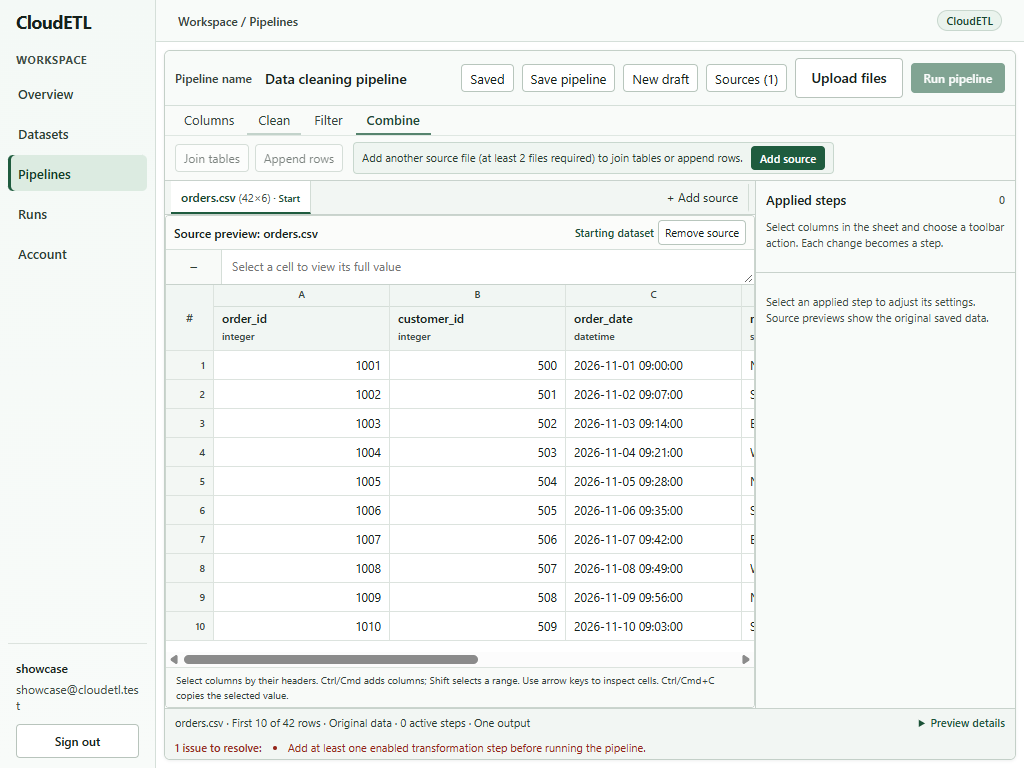 CloudETL
Workspace / Pipelines
CloudETL
WORKSPACE
Overview
Datasets
Pipelines
Runs
Account
showcase
showcase@cloudetl.tes
t
Sign out
Pipeline name Data cleaning pipeline Saved Save pipeline New draft Sources (1) Upload files Run pipeline
Columns Clean Filter Combine
Join tables Append rows Add another source file (at least 2 files required) to join tables or append rows. Add source
orders.csv (42×6) · Start + Add source
Source preview: orders.csv Starting dataset Remove source
– Select a cell to view its full value
A B C
# order_id customer_id order_date
integer integer datetime
1 1001 500 2026-11-01 09:00:00
2 1002 501 2026-11-02 09:07:00
3 1003 502 2026-11-03 09:14:00
4 1004 503 2026-11-04 09:21:00
5 1005 504 2026-11-05 09:28:00
6 1006 505 2026-11-06 09:35:00
7 1007 506 2026-11-07 09:42:00
8 1008 507 2026-11-08 09:49:00
9 1009 508 2026-11-09 09:56:00
10 1010 509 2026-11-10 09:03:00
Select columns by their headers. Ctrl/Cmd adds columns; Shift selects a range. Use arrow keys to inspect cells. Ctrl/Cmd+C
copies the selected value.
Applied steps 0
Select columns in the sheet and choose a toolbar
action. Each change becomes a step.
Select an applied step to adjust its settings.
Source previews show the original saved data.
orders.csv · First 10 of 42 rows · Original data · 0 active steps · One output ▶ Preview details
1 issue to resolve: • Add at least one enabled transformation step before running the pipeline.